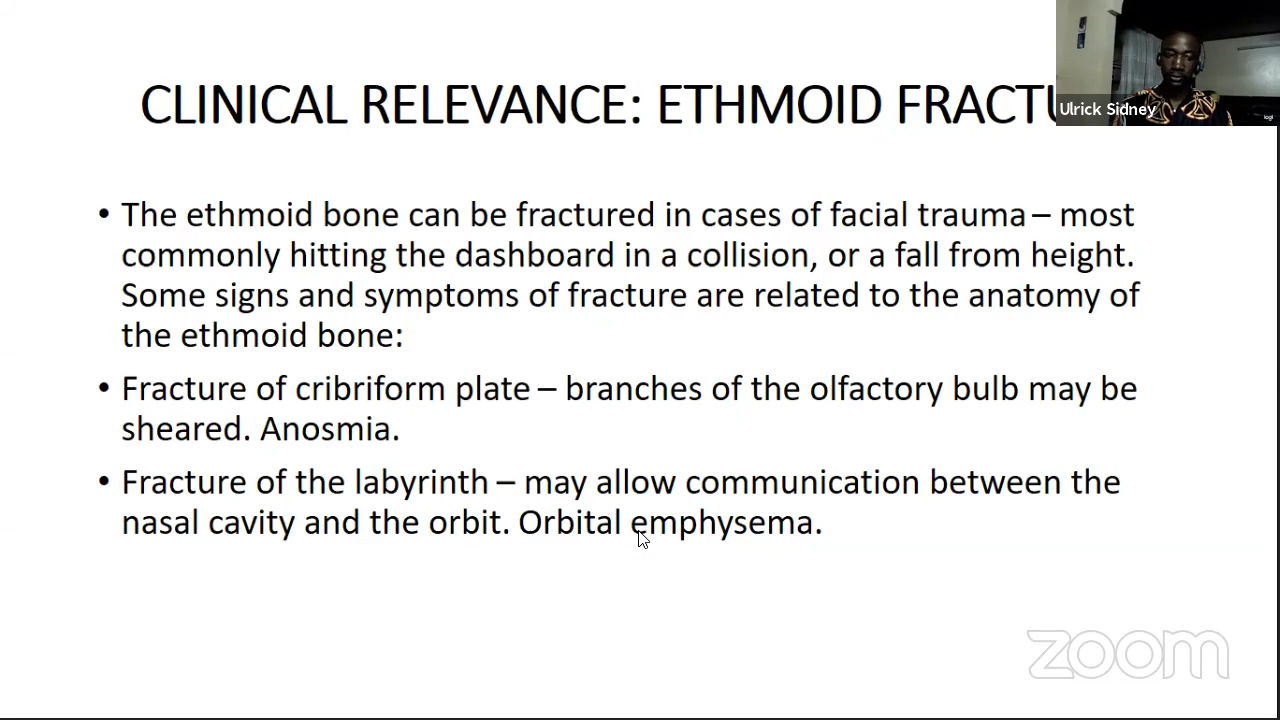 CLINICAL RELEVANCE: ETHMOID FRACTU
Ulrick Sidney
• The ethmoid bone can be fractured in cases of facial trauma – most
commonly hitting the dashboard in a collision, or a fall from height.
Some signs and symptoms of fracture are related to the anatomy of
the ethmoid bone:
• Fracture of cribriform plate – branches of the olfactory bulb may be
sheared. Anosmia.
• Fracture of the labyrinth – may allow communication between the
nasal cavity and the orbit. Orbital emphysema.
zoom